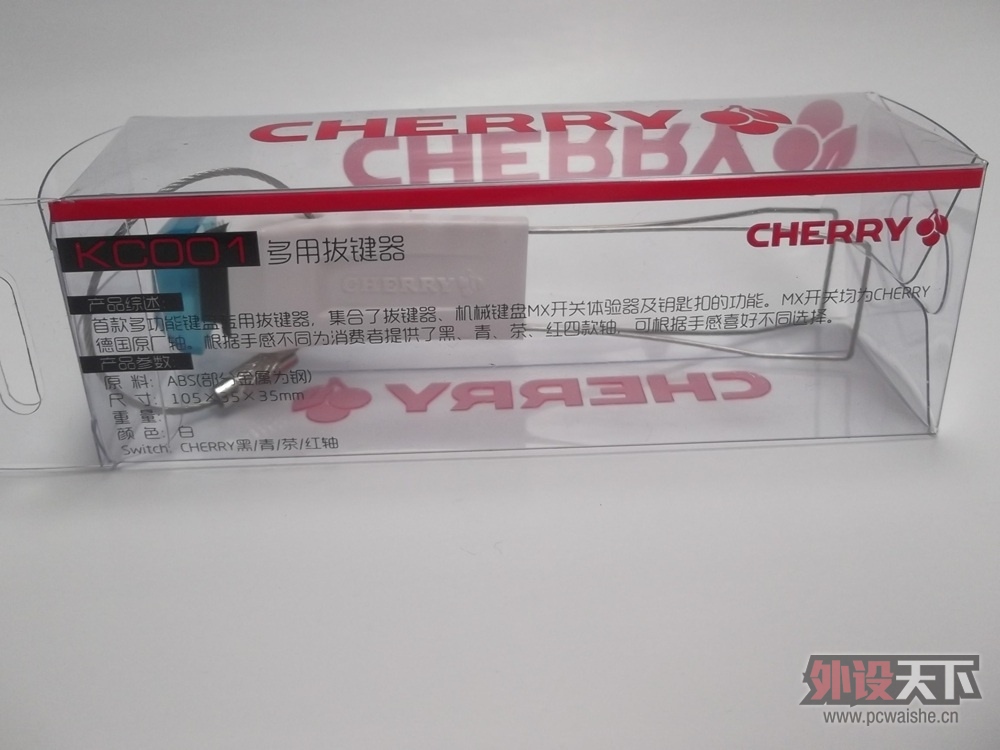 CHERRY
CHERRY
CHERRY
KC001 多用拔键器
CHERRY
产品综述:
首款多功能键盘专用拔键器,集合了拔键器、机械键盘MX开关体验器及钥匙扣的功能。MX开关均为CHERRY
德国原厂轴。根据手感不同为消费者提供了黑、青、茶、红四款轴,可根据手感喜好不同选择。
产品参数
原 料: ABS(部分金属为钢)
尺 寸: 105×35×35mm
重 量:
颜 色: 白
Switch: CHERRY黑/青/茶/红轴
CHERRY
外设天下
www.pcwaishe.cn